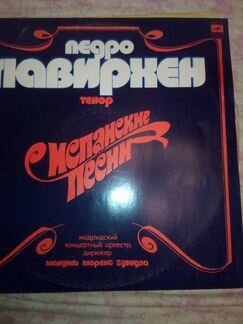 педро
лавирхен
тенор
испанские
песни
мадридский
концертный оркестр.
дирижер
мануэль морено буэндиа